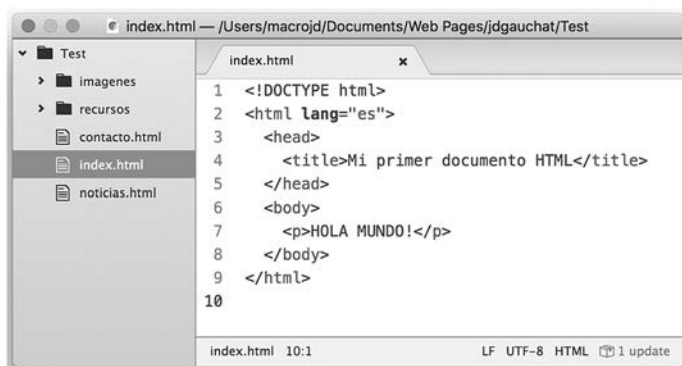 index.html — /Users/macrojd/Documents/Web Pages/jdgauchat/Test
Test
imagenes
recursos
contacto.html
index.html
noticias.html
index.html ×
1 <!DOCTYPE html>
2 <html lang="es">
3   <head>
4     <title>Mi primer documento HTML</title>
5   </head>
6   <body>
7     <p>HOLA MUNDO!</p>
8   </body>
9 </html>
10
index.html 10:1 LF UTF-8 HTML 1 update